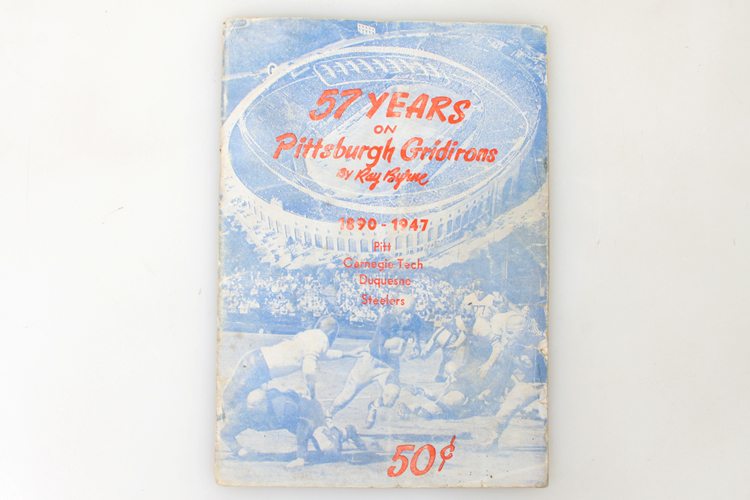 57 YEARS
ON
Pittsburgh Gridirons
By Ray Byrne
1890 - 1947
Pitt
Carnegie Tech
Duquesne
Steelers
50¢